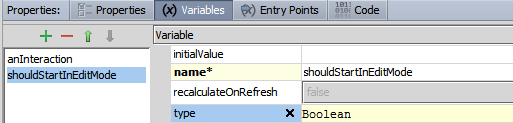 Properties: Properties Variables Entry Points Code
Variable
anInteraction
shouldStartInEditMode
initialValue
name* shouldStartInEditMode
recalculateOnRefresh false
type Boolean